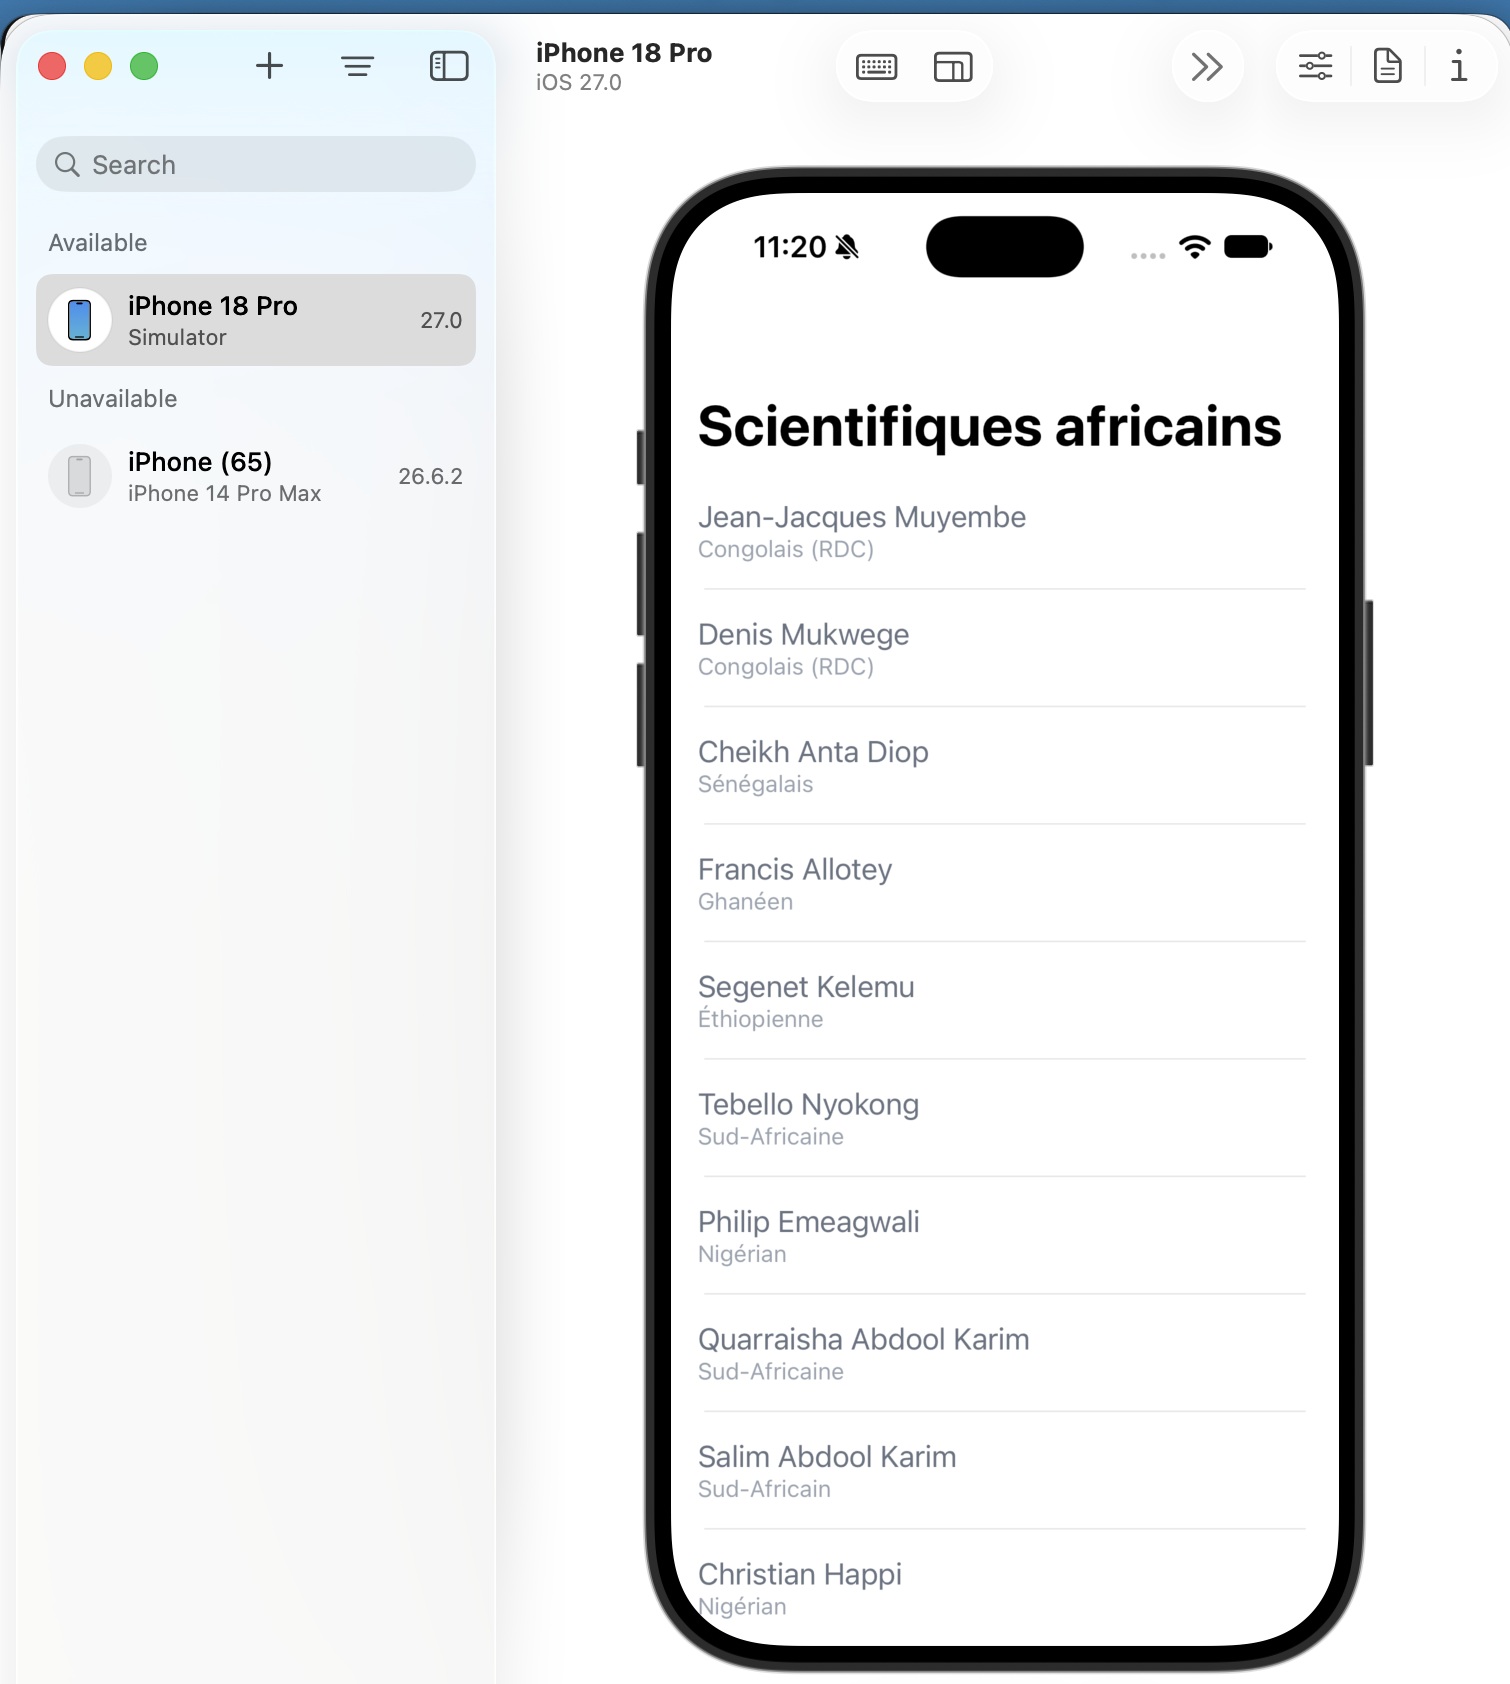 iPhone 18 Pro
iOS 27.0
Search
Available
iPhone 18 Pro
Simulator
27.0
Unavailable
iPhone (65)
iPhone 14 Pro Max
26.6.2
11:20
Scientifiques africains
Jean-Jacques Muyembe
Congolais (RDC)
Denis Mukwege
Congolais (RDC)
Cheikh Anta Diop
Sénégalais
Francis Allotey
Ghanéen
Segenet Kelemu
Éthiopienne
Tebello Nyokong
Sud-Africaine
Philip Emeagwali
Nigérian
Quarraisha Abdool Karim
Sud-Africaine
Salim Abdool Karim
Sud-Africain
Christian Happi
Nigérian